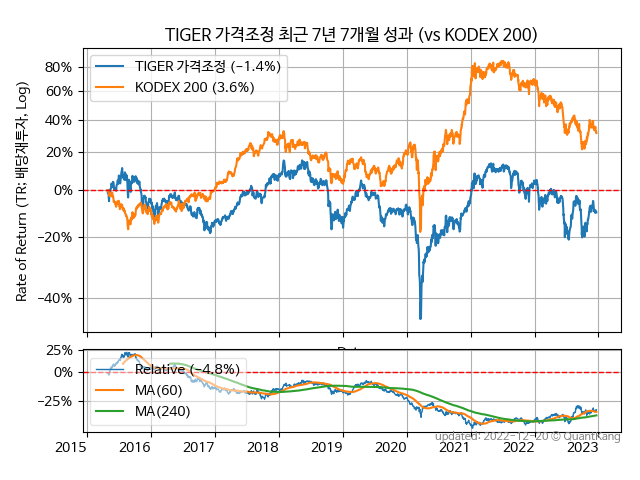 TIGER 가격조정 최근 7년 7개월 성과 (vs KODEX 200)
Rate of Return (TR: 배당재투자, Log)
80%
60%
40%
20%
0%
−20%
−40%
TIGER 가격조정 (−1.4%)
KODEX 200 (3.6%)
25%
0%
−25%
Relative (−4.8%)
MA(60)
MA(240)
2015 2016 2017 2018 2019 2020 2021 2022 2023
updated: 2022-12-20 © QuantKang